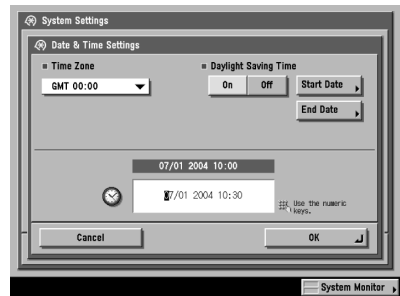 System Settings
Date & Time Settings
Time Zone
Daylight Saving Time
GMT 00:00
On Off Start Date
End Date
07/01 2004 10:00
07/01 2004 10:30
Use the numeric
keys.
Cancel OK
System Monitor